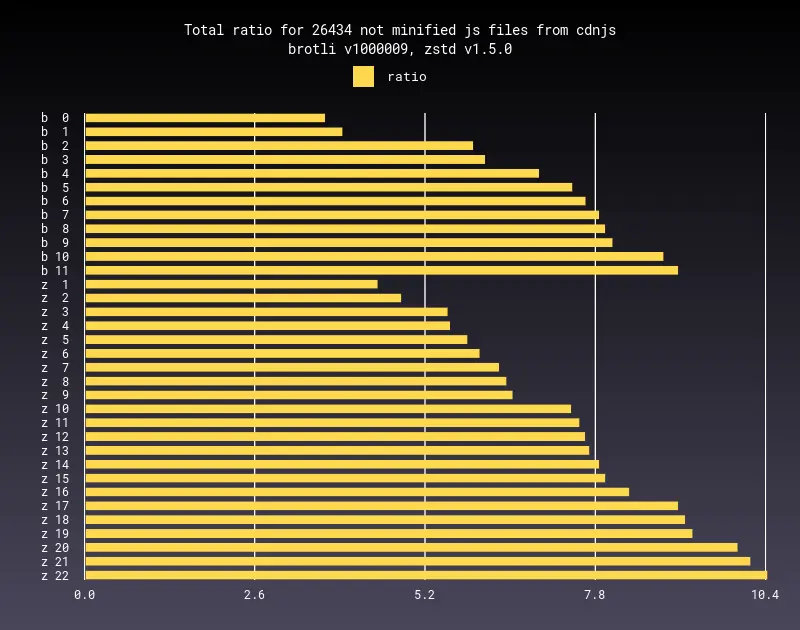 Total ratio for 26434 not minified js files from cdnjs
brotli v1000009, zstd v1.5.0
ratio
b 0
b 1
b 2
b 3
b 4
b 5
b 6
b 7
b 8
b 9
b 10
b 11
z 1
z 2
z 3
z 4
z 5
z 6
z 7
z 8
z 9
z 10
z 11
z 12
z 13
z 14
z 15
z 16
z 17
z 18
z 19
z 20
z 21
z 22
0.0 2.6 5.2 7.8 10.4